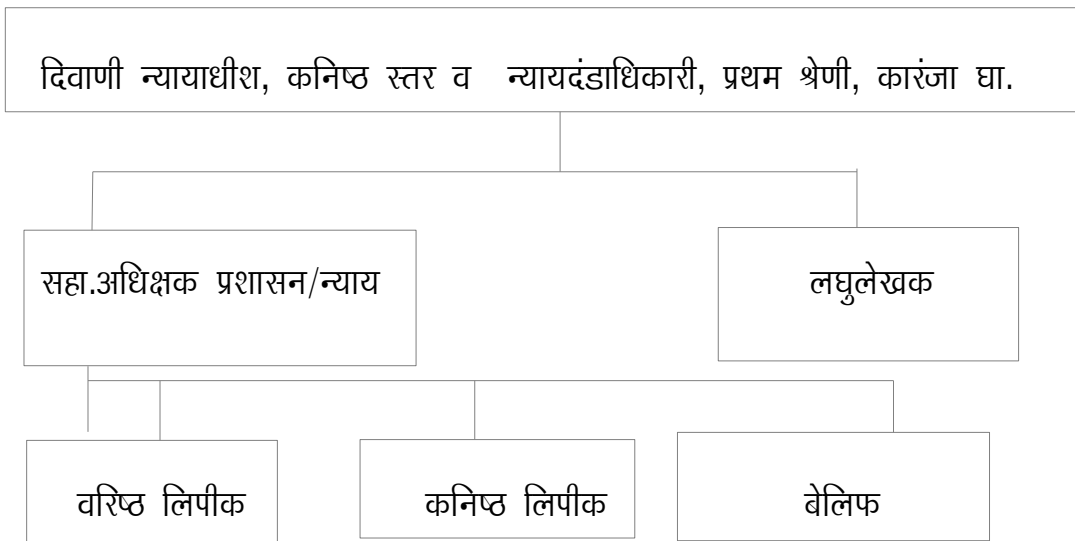 दिवाणी न्यायाधीश, कनिष्ठ स्तर व न्यायदंडाधिकारी, प्रथम श्रेणी, कारंजा घा.
सहा.अधिक्षक प्रशासन/न्याय
लघुलेखक
वरिष्ठ लिपीक
कनिष्ठ लिपीक
बेलिफ